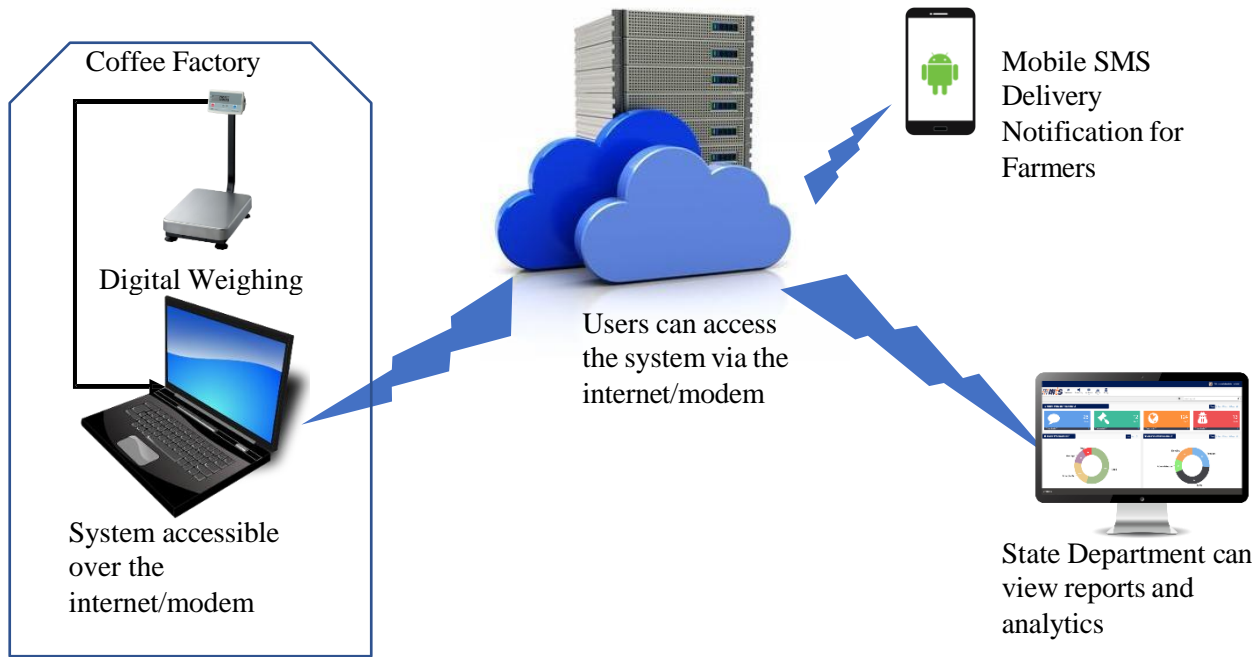 Coffee Factory
Digital Weighing
System accessible
over the
internet/modem
Users can access
the system via the
internet/modem
Mobile SMS
Delivery
Notification for
Farmers
State Department can
view reports and
analytics